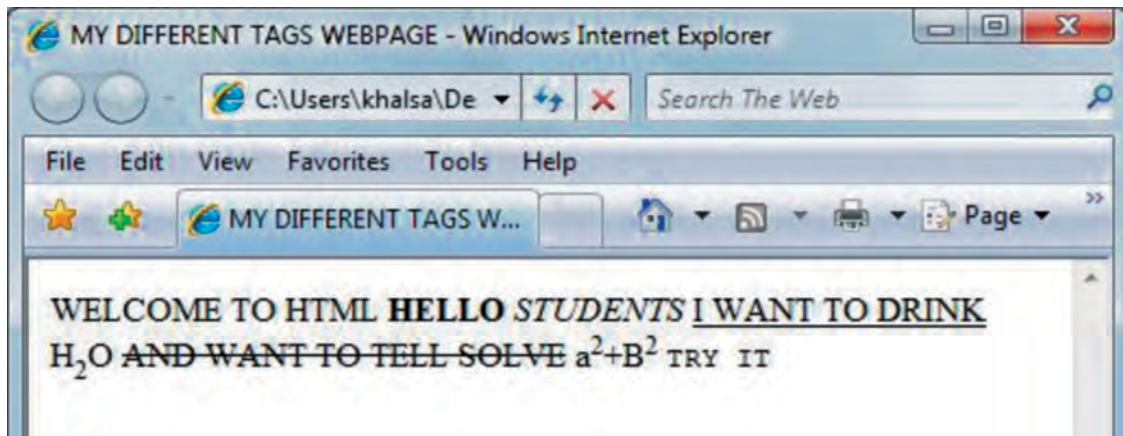 MY DIFFERENT TAGS WEBPAGE - Windows Internet Explorer
C:\Users\khalsa\De Search The Web
File Edit View Favorites Tools Help
MY DIFFERENT TAGS W... Page
WELCOME TO HTML HELLO STUDENTS I WANT TO DRINK
H₂O AND WANT TO TELL SOLVE a²+B² TRY IT